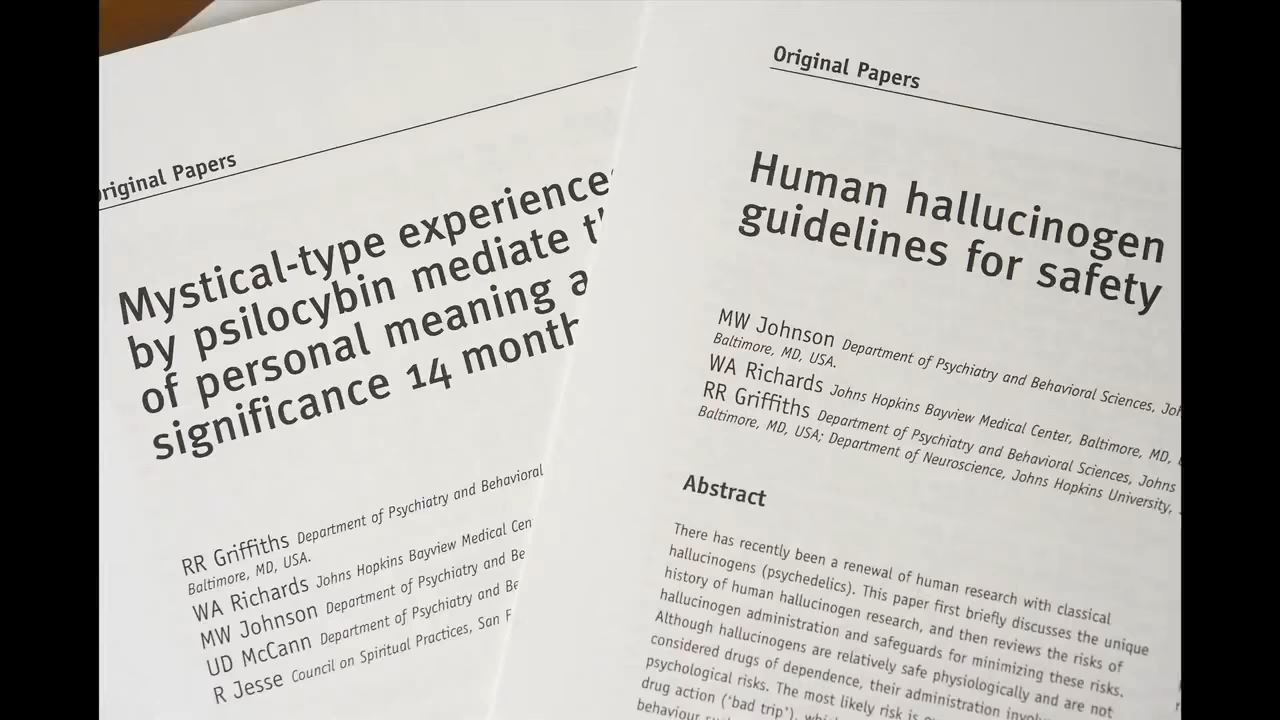 Original Papers
Mystical-type experience
by psilocybin mediate
of personal meaning
significance 14
RR Griffiths Department of Psychiatry and Behavioral
Baltimore, MD, USA.
WA Richards Johns Hopkins Bayview Medical
MW Johnson Department of Psychiatry and
UD McCann Department of Psychiatry and
R Jesse Council on Spiritual Practices, San
Original Papers
Human hallucinogen
guidelines for safety
MW Johnson Department of Psychiatry and Behavioral Sciences,
Baltimore, MD, USA.
WA Richards Johns Hopkins Bayview Medical Center, Baltimore, MD,
RR Griffiths Department of Psychiatry and Behavioral Sciences, Johns
Baltimore, MD, USA; Department of Neuroscience, Johns Hopkins University,
Abstract
There has recently been a renewal of human research with classical
hallucinogens (psychedelics). This paper first briefly discusses the unique
history of human hallucinogen research, and then reviews the risks of
hallucinogen administration and safeguards for minimizing these risks.
Although hallucinogens are relatively safe physiologically and are not
considered drugs of dependence, their administration
psychological risks. The most likely risk is
drug action ('bad trip'),
behaviour